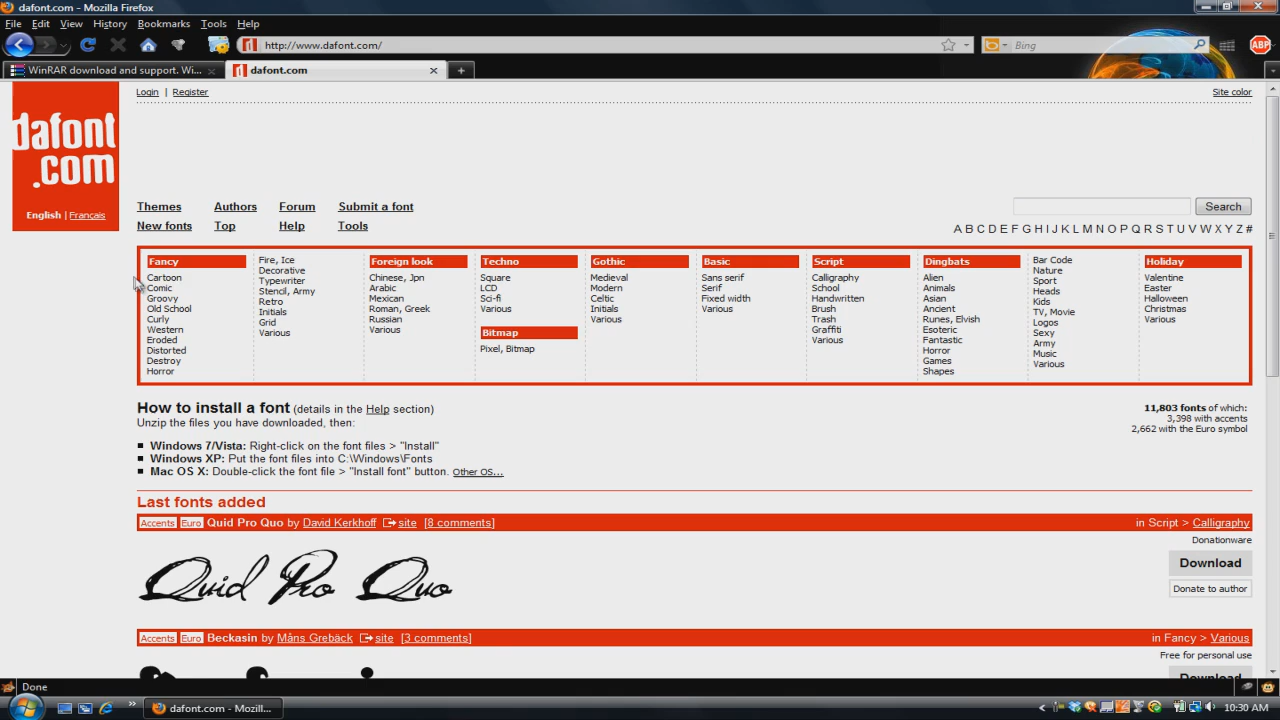 dafont.com - Mozilla Firefox
File Edit View History Bookmarks Tools Help
http://www.dafont.com/
Bing
ABP
WinRAR download and support. Wi...
dafont.com
dafont
.com
English | Français
Login | Register
Site color
Themes Authors Forum Submit a font
New fonts Top Help Tools
Search
A B C D E F G H I J K L M N O P Q R S T U V W X Y Z #
Fancy
Cartoon
Comic
Groovy
Old School
Curly
Western
Eroded
Distorted
Destroy
Horror
Fire, Ice
Decorative
Typewriter
Stencil, Army
Retro
Initials
Grid
Various
Foreign look
Chinese, Jpn
Arabic
Mexican
Roman, Greek
Russian
Various
Techno
Square
LCD
Sci-fi
Various
Bitmap
Pixel, Bitmap
Gothic
Medieval
Modern
Celtic
Initials
Various
Basic
Sans serif
Serif
Fixed width
Various
Script
Calligraphy
School
Handwritten
Brush
Trash
Graffiti
Various
Dingbats
Alien
Animals
Asian
Ancient
Runes, Elvish
Esoteric
Fantastic
Horror
Games
Shapes
Bar Code
Nature
Sport
Heads
Kids
TV, Movie
Logos
Sexy
Army
Music
Various
Holiday
Valentine
Easter
Halloween
Christmas
Various
How to install a font (details in the Help section)
Unzip the files you have downloaded, then:
Windows 7/Vista: Right-click on the font files > "Install"
Windows XP: Put the font files into C:\Windows\Fonts
Mac OS X: Double-click the font file > "Install font" button. Other OS...
11,803 fonts of which:
3,398 with accents
2,662 with the Euro symbol
Last fonts added
Accents Euro Quid Pro Quo by David Kerkhoff site [8 comments]
in Script > Calligraphy
Donationware
Quid Pro Quo
Download
Donate to author
Accents Euro Beckasin by Måns Grebäck site [3 comments]
in Fancy > Various
Free for personal use
Download
Done
dafont.com - Mozill...
10:30 AM